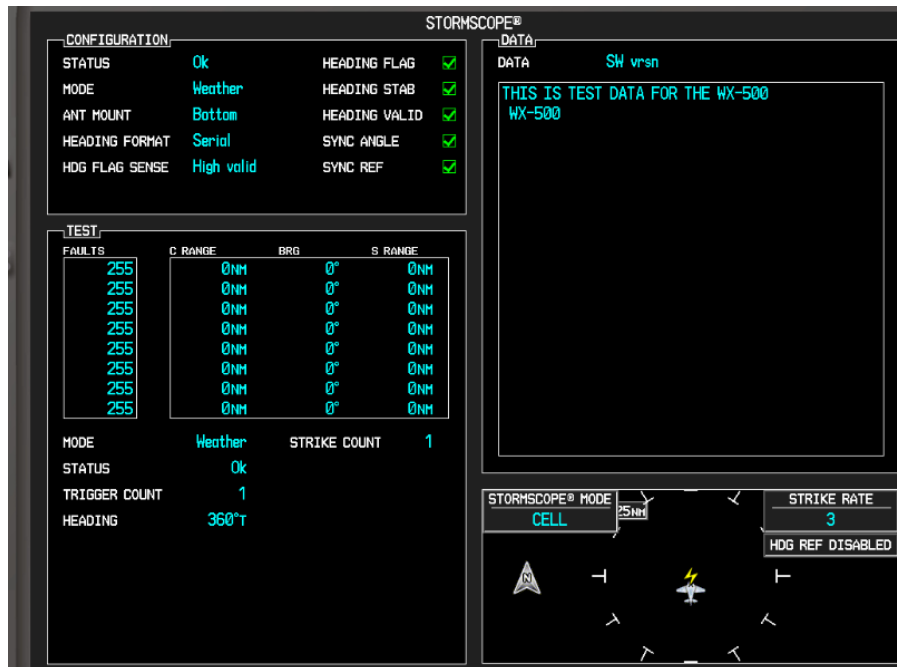 STORMSCOPE®
CONFIGURATION
STATUS Ok HEADING FLAG
MODE Weather HEADING STAB
ANT MOUNT Bottom HEADING VALID
HEADING FORMAT Serial SYNC ANGLE
HDG FLAG SENSE High valid SYNC REF
TEST
FAULTS C RANGE BRG S RANGE
255 0NM 0° 0NM
255 0NM 0° 0NM
255 0NM 0° 0NM
255 0NM 0° 0NM
255 0NM 0° 0NM
255 0NM 0° 0NM
255 0NM 0° 0NM
255 0NM 0° 0NM
MODE Weather STRIKE COUNT 1
STATUS Ok
TRIGGER COUNT 1
HEADING 360°T
DATA
DATA SW vrsn
THIS IS TEST DATA FOR THE WX-500
WX-500
STORMSCOPE® MODE
CELL
25NM
STRIKE RATE
3
HDG REF DISABLED
N